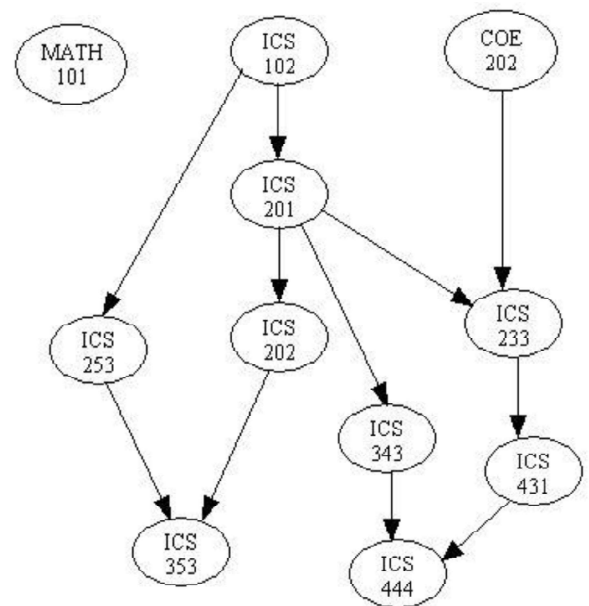 MATH
101
ICS
102
COE
202
ICS
201
ICS
253
ICS
202
ICS
233
ICS
343
ICS
431
ICS
353
ICS
444